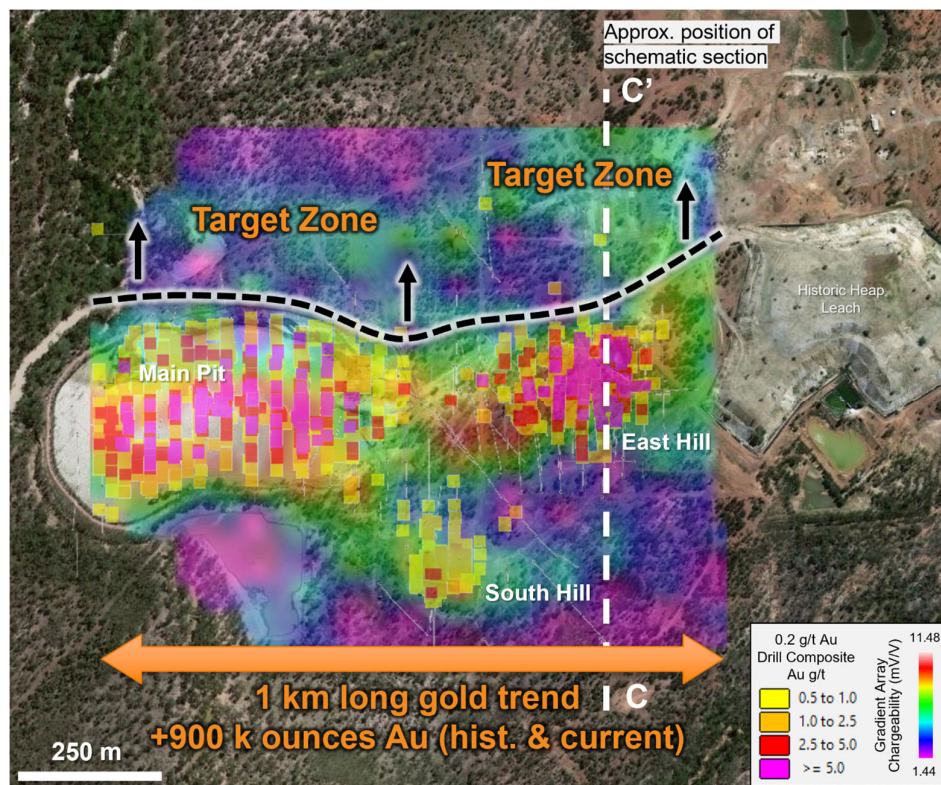 Approx. position of
schematic section
C’
Target Zone
Target Zone
Historic Heap
Leach
Main Pit
East Hill
South Hill
1 km long gold trend
+900 k ounces Au (hist. & current)
C
250 m
0.2 g/t Au
Drill Composite
Au g/t
0.5 to 1.0
1.0 to 2.5
2.5 to 5.0
>= 5.0
Gradient Array
Chargeability (mV/V)
11.48
1.44